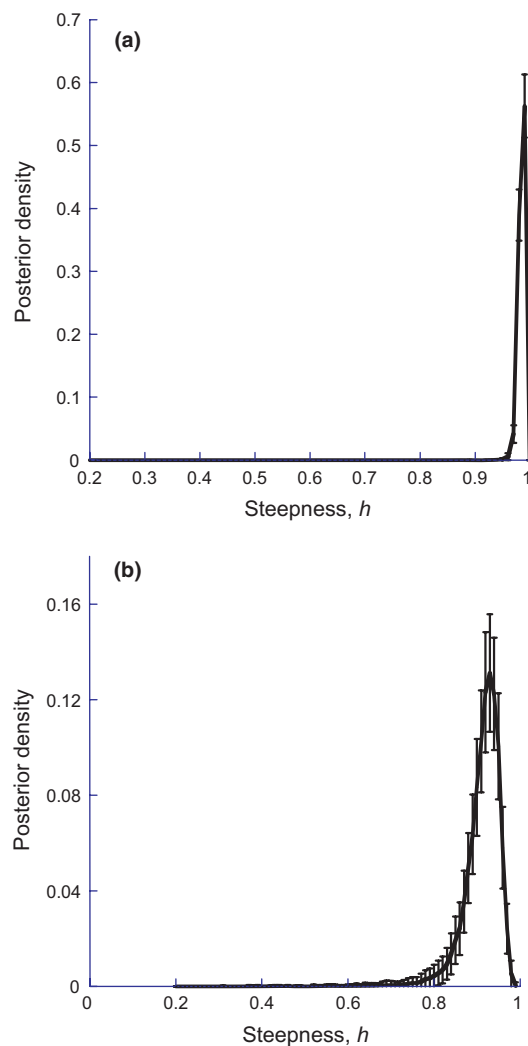 (a)
0.7
0.6
0.5
0.4
0.3
0.2
0.1
0
Posterior density
0.2 0.3 0.4 0.5 0.6 0.7 0.8 0.9 1
Steepness, h
(b)
0.16
0.12
0.08
0.04
0
Posterior density
0 0.2 0.4 0.6 0.8 1
Steepness, h